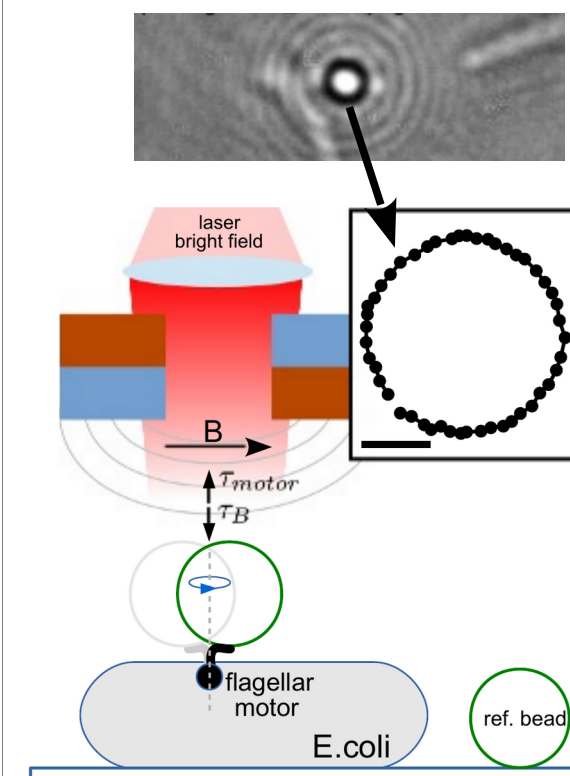 laser
bright field
B
τmotor
τB
flagellar
motor
E.coli
ref. bead